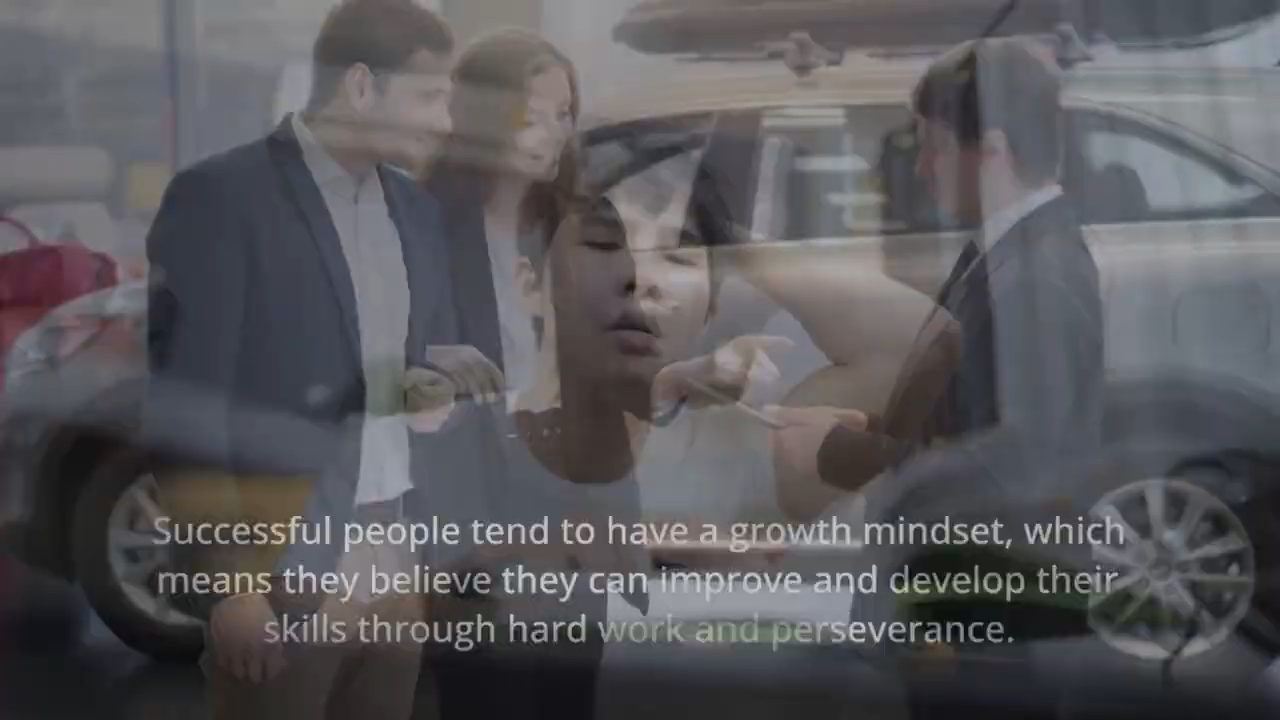 Successful people tend to have a growth mindset, which
means they believe they can improve and develop their
skills through hard work and perseverance.